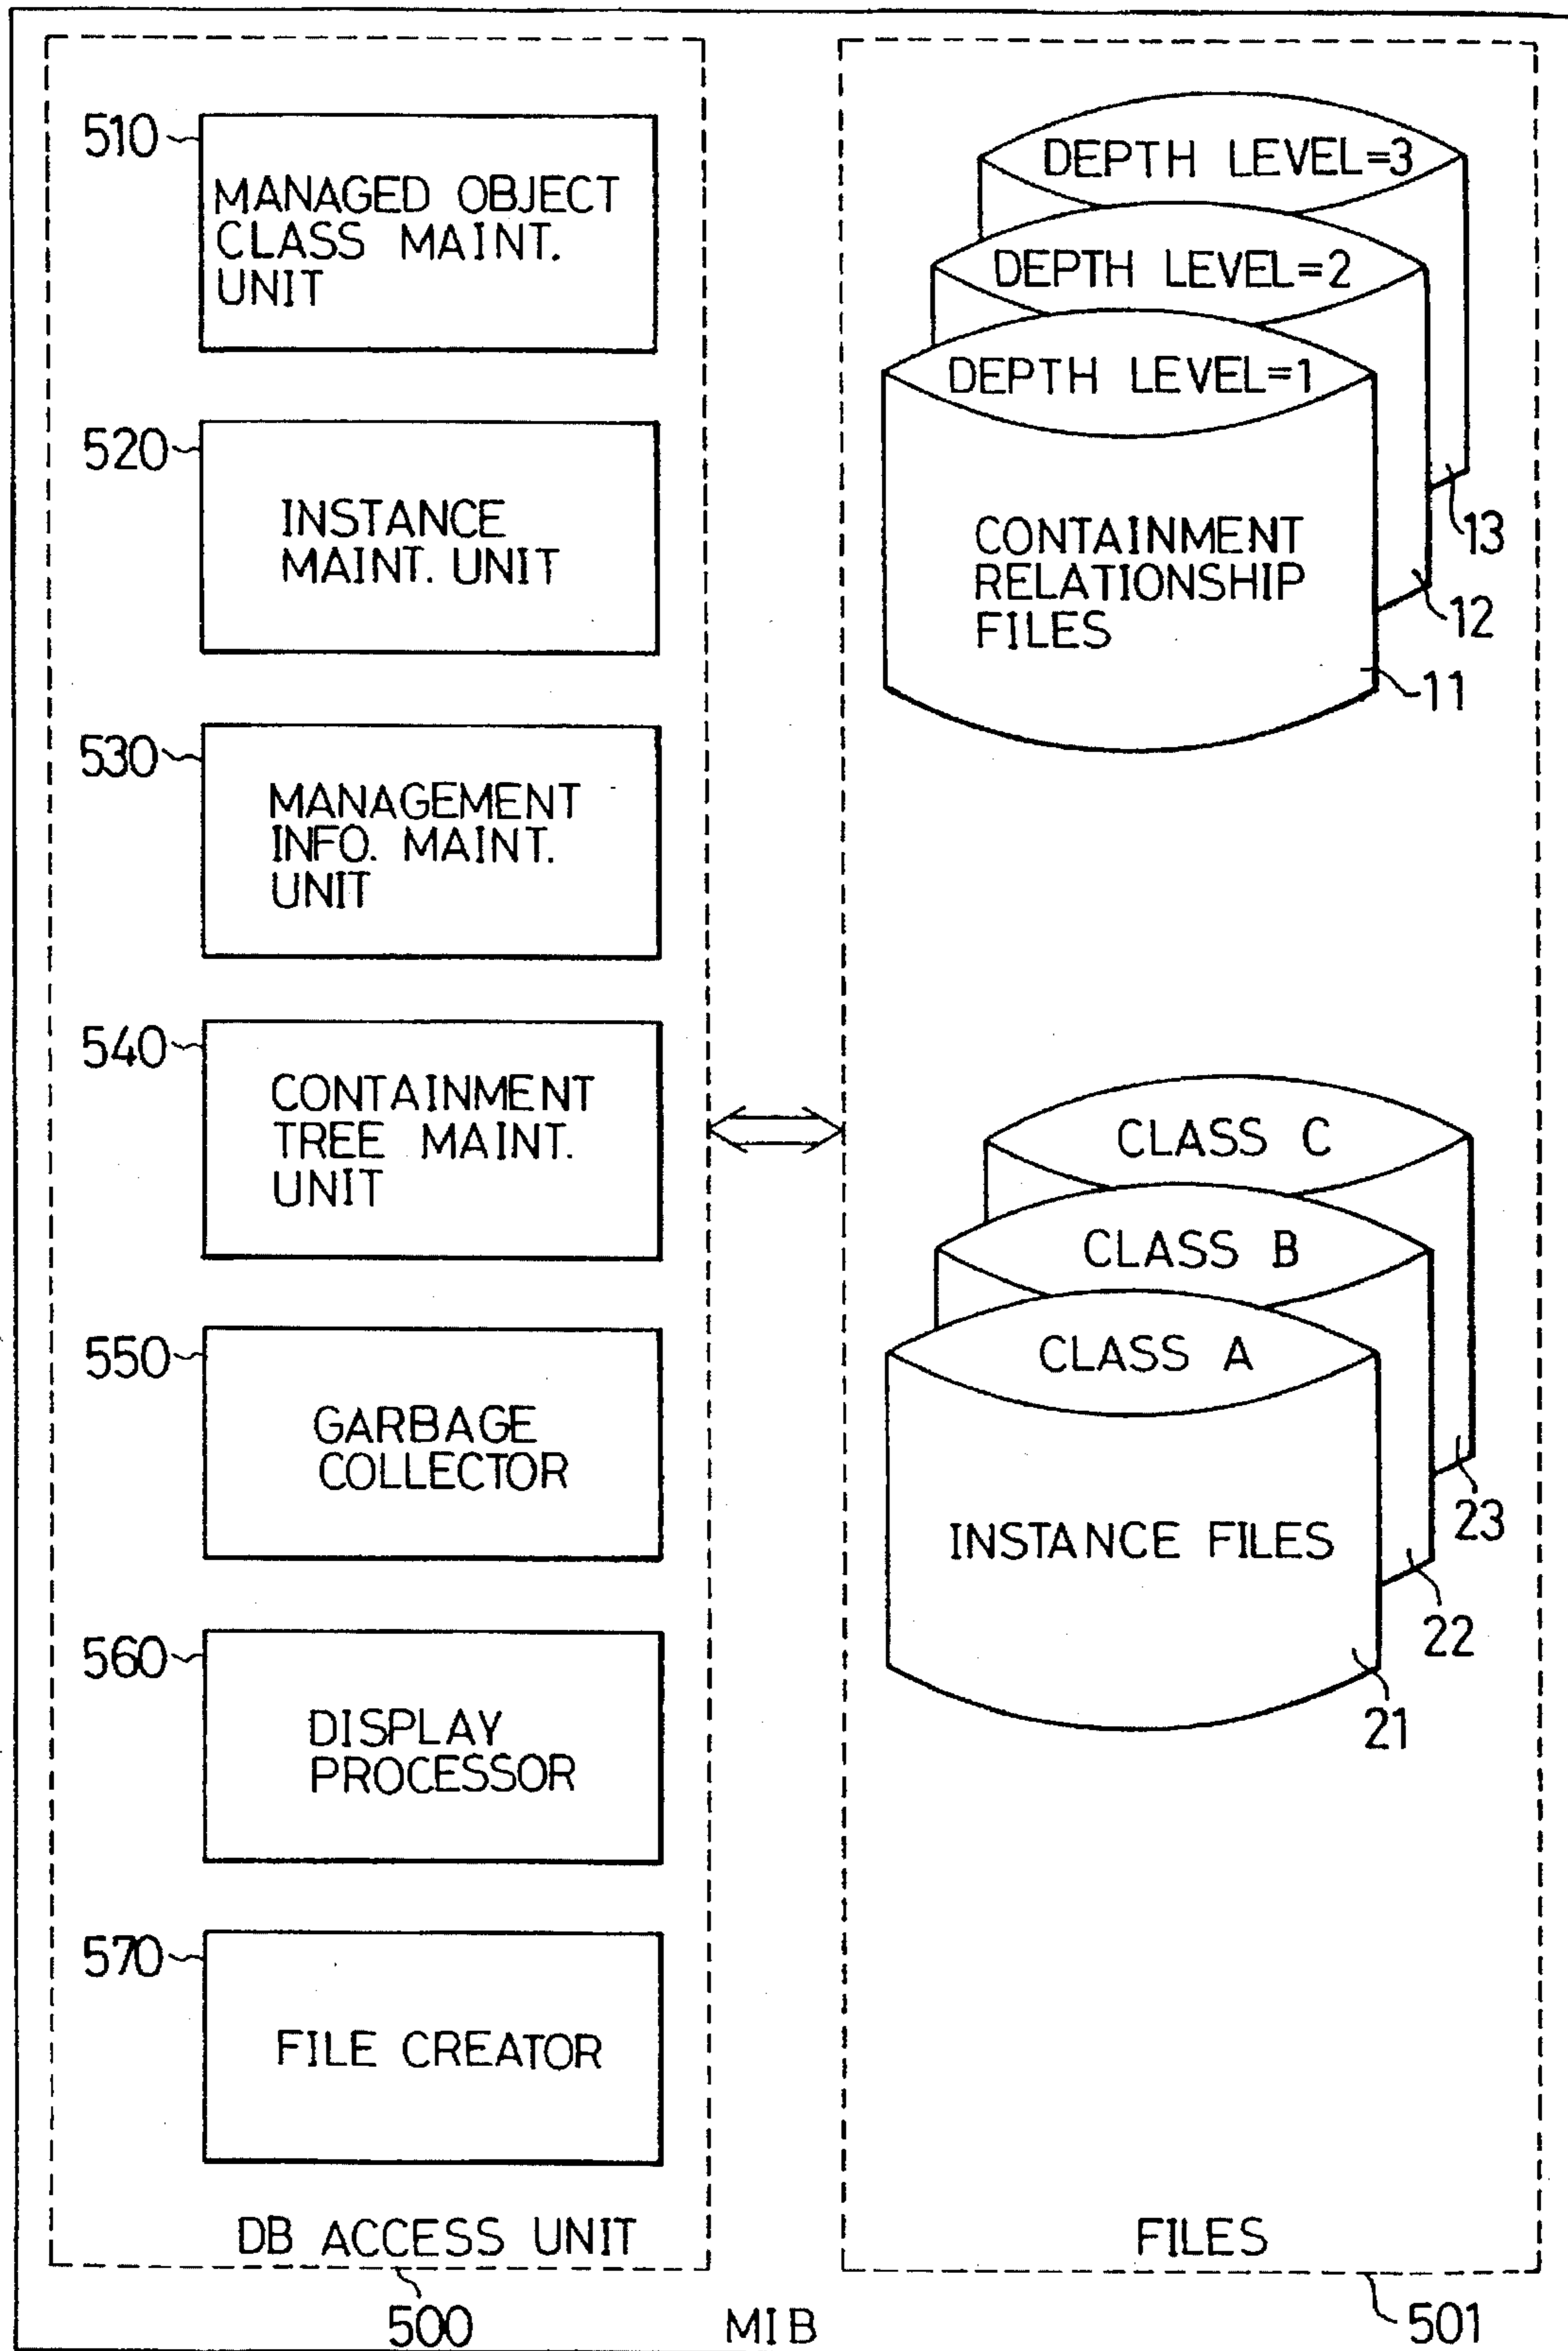 510
MANAGED OBJECT
CLASS MAINT.
UNIT
520
INSTANCE
MAINT. UNIT
530
MANAGEMENT
INFO. MAINT.
UNIT
540
CONTAINMENT
TREE MAINT.
UNIT
550
GARBAGE
COLLECTOR
560
DISPLAY
PROCESSOR
570
FILE CREATOR
DB ACCESS UNIT
500
DEPTH LEVEL=3
DEPTH LEVEL=2
DEPTH LEVEL=1
CONTAINMENT
RELATIONSHIP
FILES
13
12
11
CLASS C
CLASS B
CLASS A
INSTANCE FILES
23
22
21
FILES
501
MIB